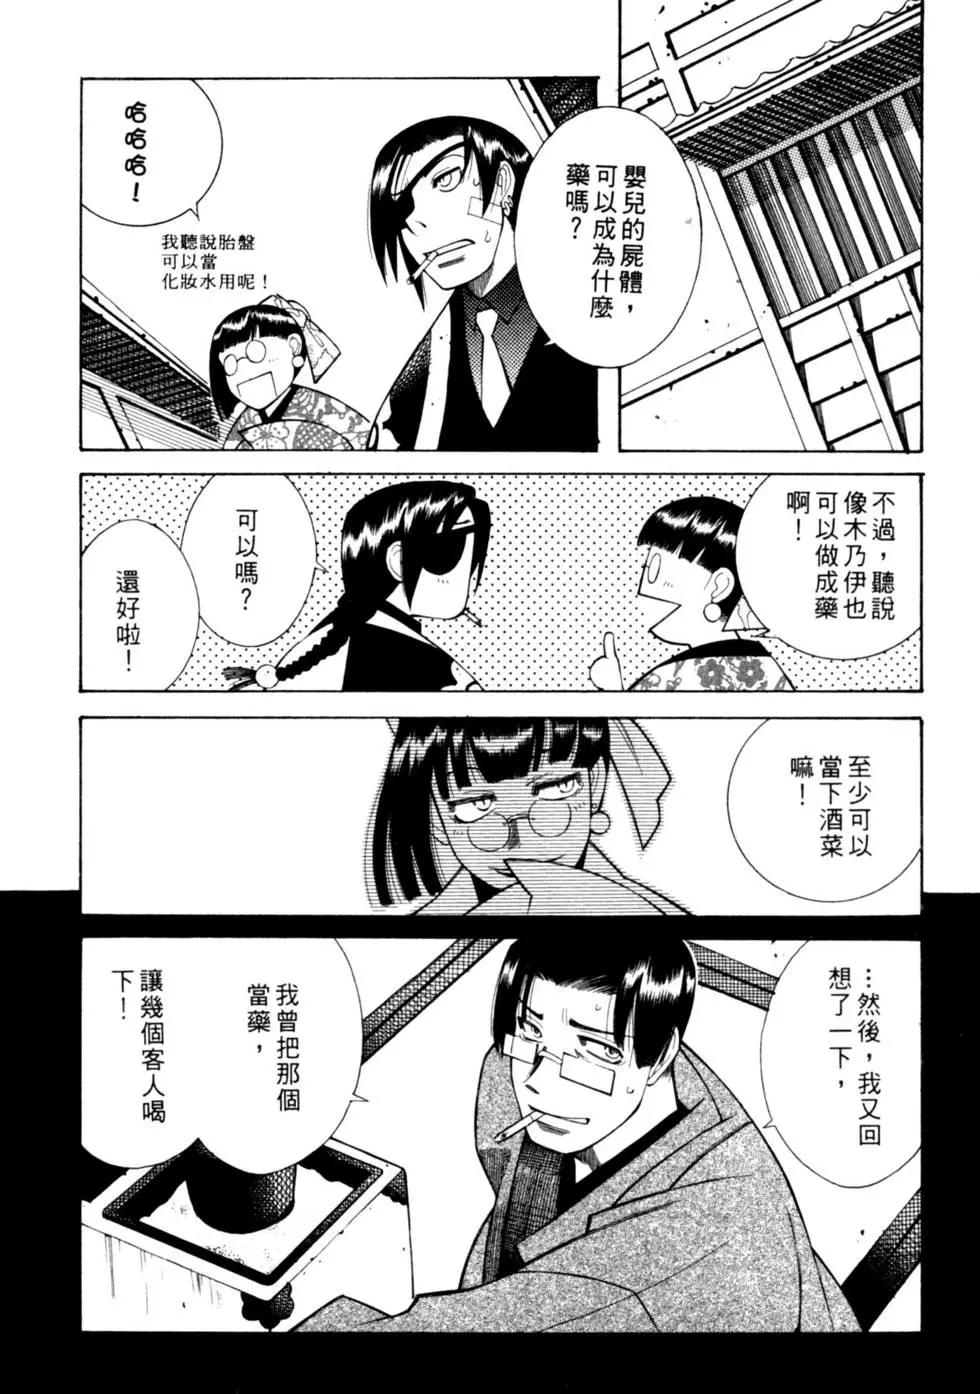 嬰兒的屍體，
可以成為什麼
藥嗎？
哈哈哈！
我聽說胎盤
可以當
化妝水用呢！
不過，聽說
像木乃伊也
可以做成藥
啊！
可以嗎？
還好啦！
至少可以
當下酒菜
嘛！
…然後，我又回
想了一下，
我曾把那個
當藥，
讓幾個客人喝
下！